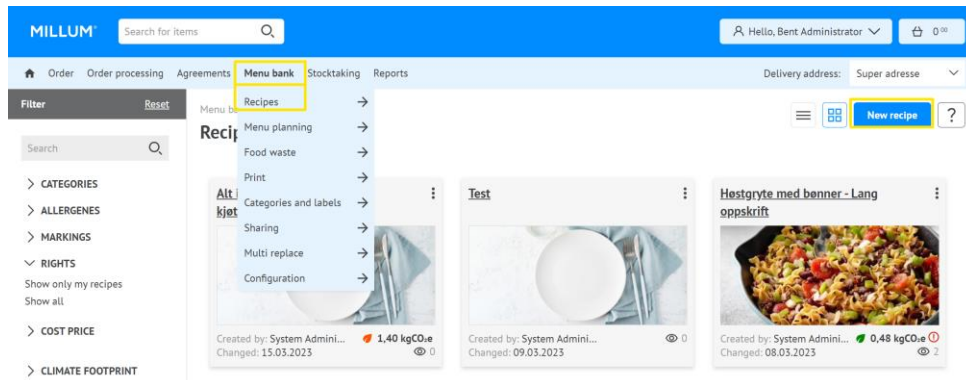 MILLUM
Search for items
Hello, Bent Administrator
0 00
Order Order processing Agreements Menu bank Stocktaking Reports
Delivery address: Super adresse
Filter Reset
Search
CATEGORIES
ALLERGENES
MARKINGS
RIGHTS
Show only my recipes
Show all
COST PRICE
CLIMATE FOOTPRINT
Recipes
Menu planning
Food waste
Print
Categories and labels
Sharing
Multi replace
Configuration
Menu
New recipe
?
Alt
Created by: System Admini... 1,40 kgCO₂e
Changed: 15.03.2023 0
Test
Created by: System Admini... 0
Changed: 09.03.2023
Høstgryte med bønner - Lang
oppskrift
Created by: System Admini... 0,48 kgCO₂e
Changed: 08.03.2023 2